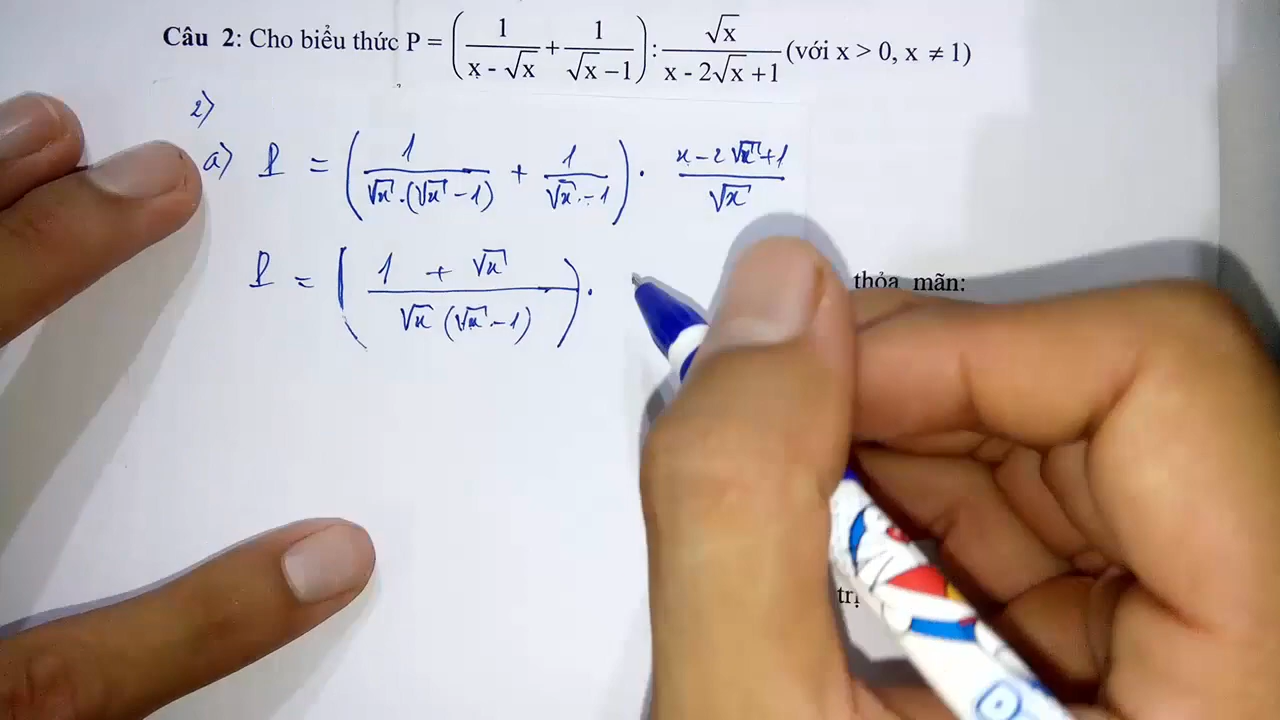 Câu 2: Cho biểu thức P = (1/(x - √x) + 1/(√x – 1)) : √x/(x - 2√x + 1) (với x > 0, x ≠ 1)
2)
a) P = (1/(√x·(√x – 1)) + 1/(√x – 1)) · (x – 2√x + 1)/√x
thỏa mãn:
P = ((1 + √x)/(√x (√x – 1))) ·
trị